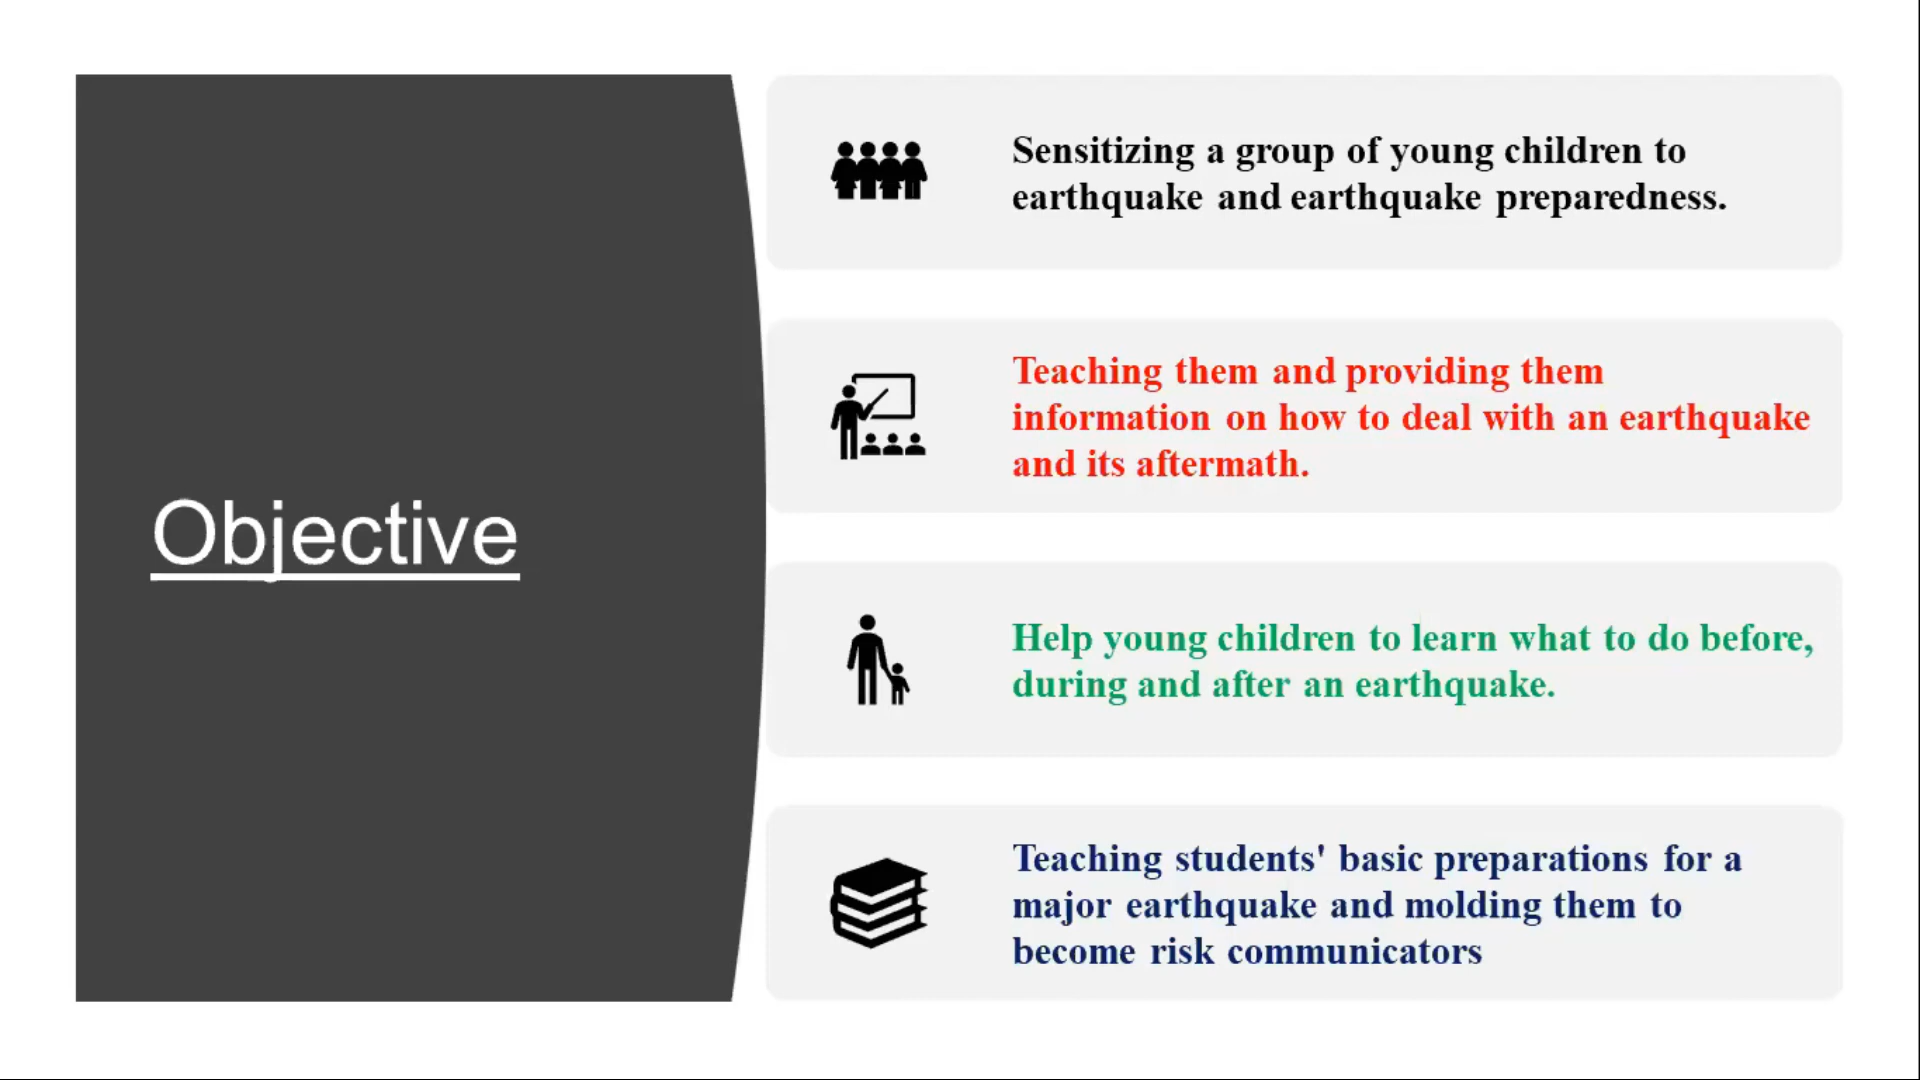 Objective
Sensitizing a group of young children to
earthquake and earthquake preparedness.
Teaching them and providing them
information on how to deal with an earthquake
and its aftermath.
Help young children to learn what to do before,
during and after an earthquake.
Teaching students' basic preparations for a
major earthquake and molding them to
become risk communicators